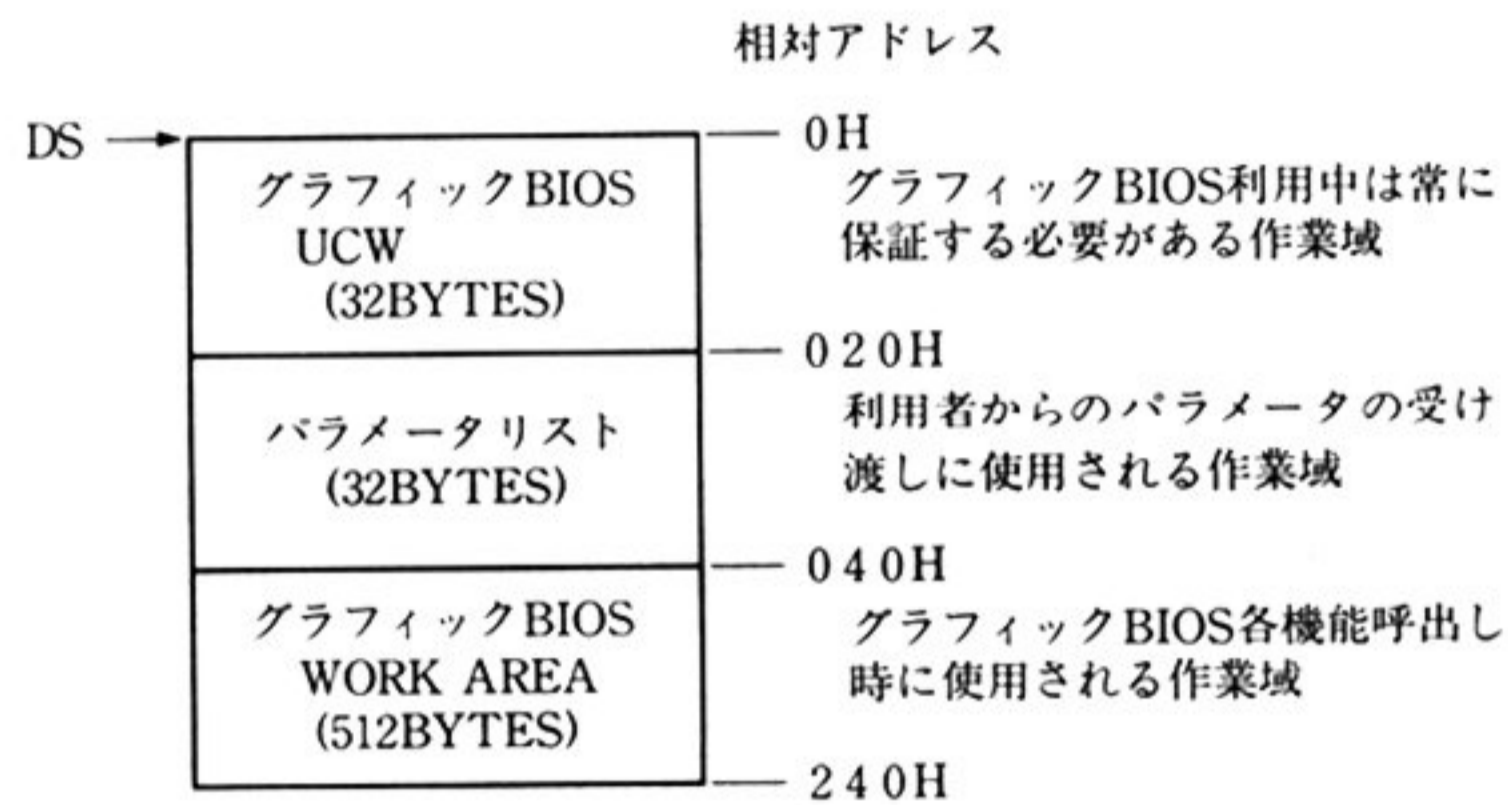 相対アドレス
DS
0H
グラフィックBIOS
UCW
(32BYTES)
グラフィックBIOS利用中は常に
保証する必要がある作業域
020H
パラメータリスト
(32BYTES)
利用者からのパラメータの受け
渡しに使用される作業域
040H
グラフィックBIOS
WORK AREA
(512BYTES)
グラフィックBIOS各機能呼出し
時に使用される作業域
240H